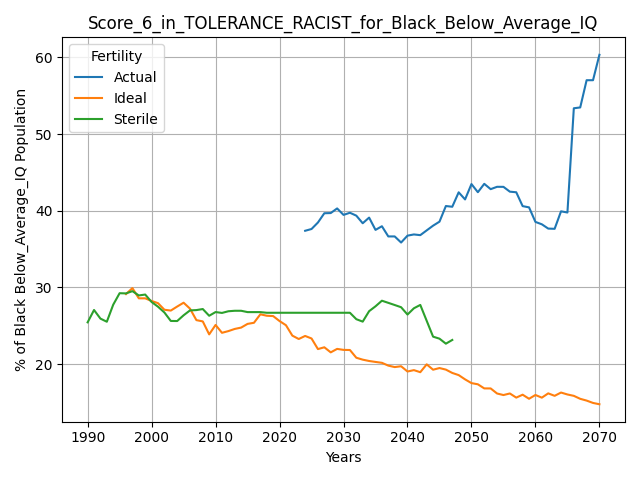 Score_6_in_TOLERANCE_RACIST_for_Black_Below_Average_IQ
Fertility
Actual
Ideal
Sterile
% of Black Below_Average_IQ Population
60
50
40
30
20
1990 2000 2010 2020 2030 2040 2050 2060 2070
Years